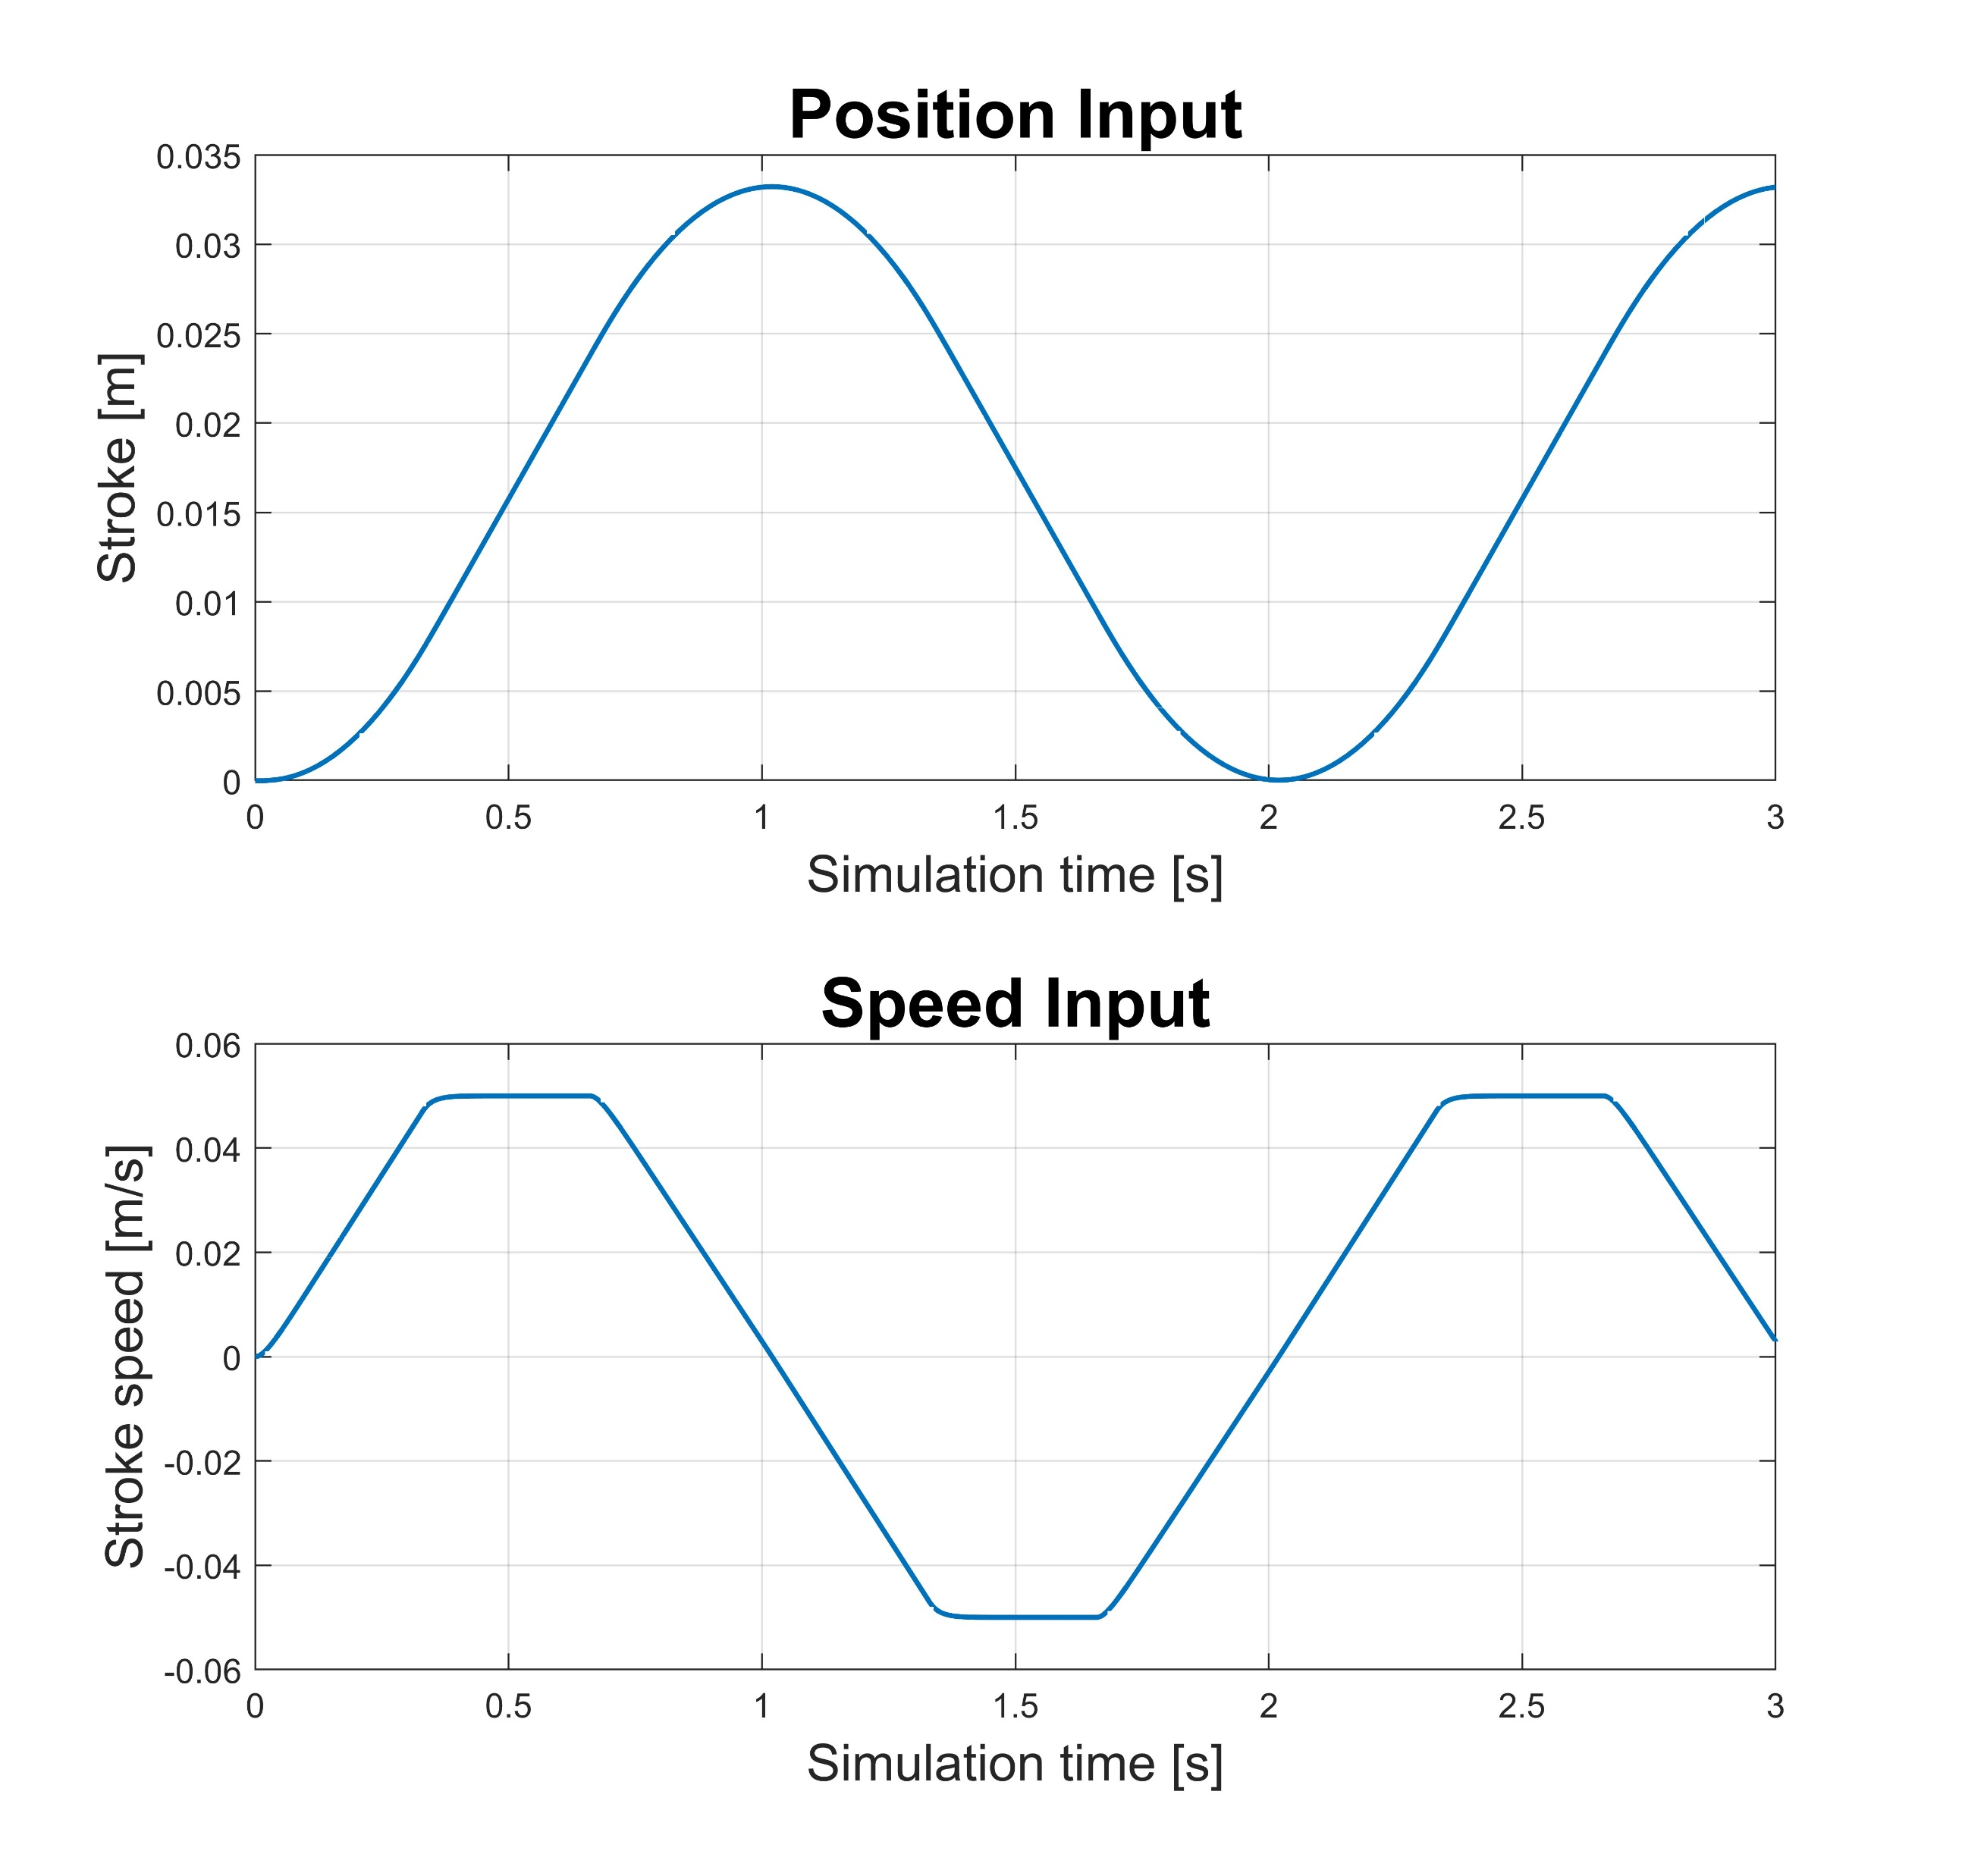 Position Input
0.035
0.03
0.025
0.02
0.015
0.01
0.005
0
Stroke [m]
0 0.5 1 1.5 2 2.5 3
Simulation time [s]
Speed Input
0.06
0.04
0.02
0
-0.02
-0.04
-0.06
Stroke speed [m/s]
0 0.5 1 1.5 2 2.5 3
Simulation time [s]